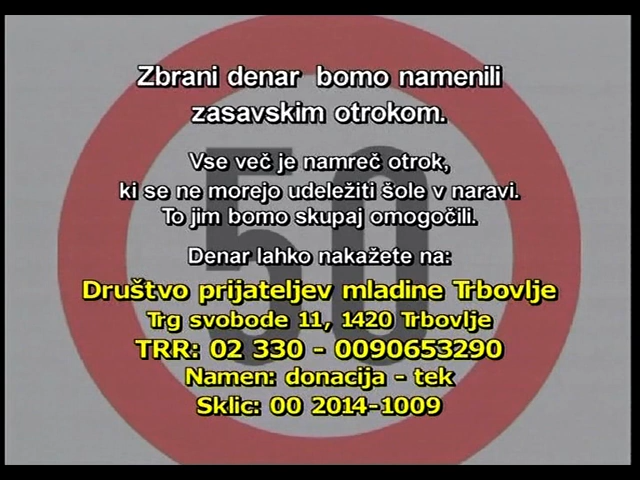 Zbrani denar bomo namenili
zasavskim otrokom.
Vse več je namreč otrok,
ki se ne morejo udeležiti šole v naravi.
To jim bomo skupaj omogočili.
Denar lahko nakažete na:
Društvo prijateljev mladine Trbovlje
Trg svobode 11, 1420 Trbovlje
TRR: 02 330 - 0090653290
Namen: donacija - tek
Sklic: 00 2014-1009
50